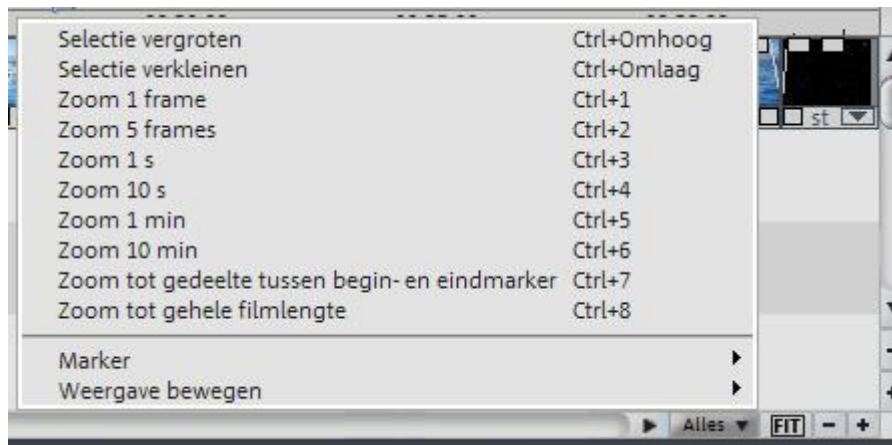 Selectie vergroten Ctrl+Omhoog
Selectie verkleinen Ctrl+Omlaag
Zoom 1 frame Ctrl+1
Zoom 5 frames Ctrl+2
Zoom 1 s Ctrl+3
Zoom 10 s Ctrl+4
Zoom 1 min Ctrl+5
Zoom 10 min Ctrl+6
Zoom tot gedeelte tussen begin- en eindmarker Ctrl+7
Zoom tot gehele filmlengte Ctrl+8
Marker
Weergave bewegen
st
Alles FIT - +